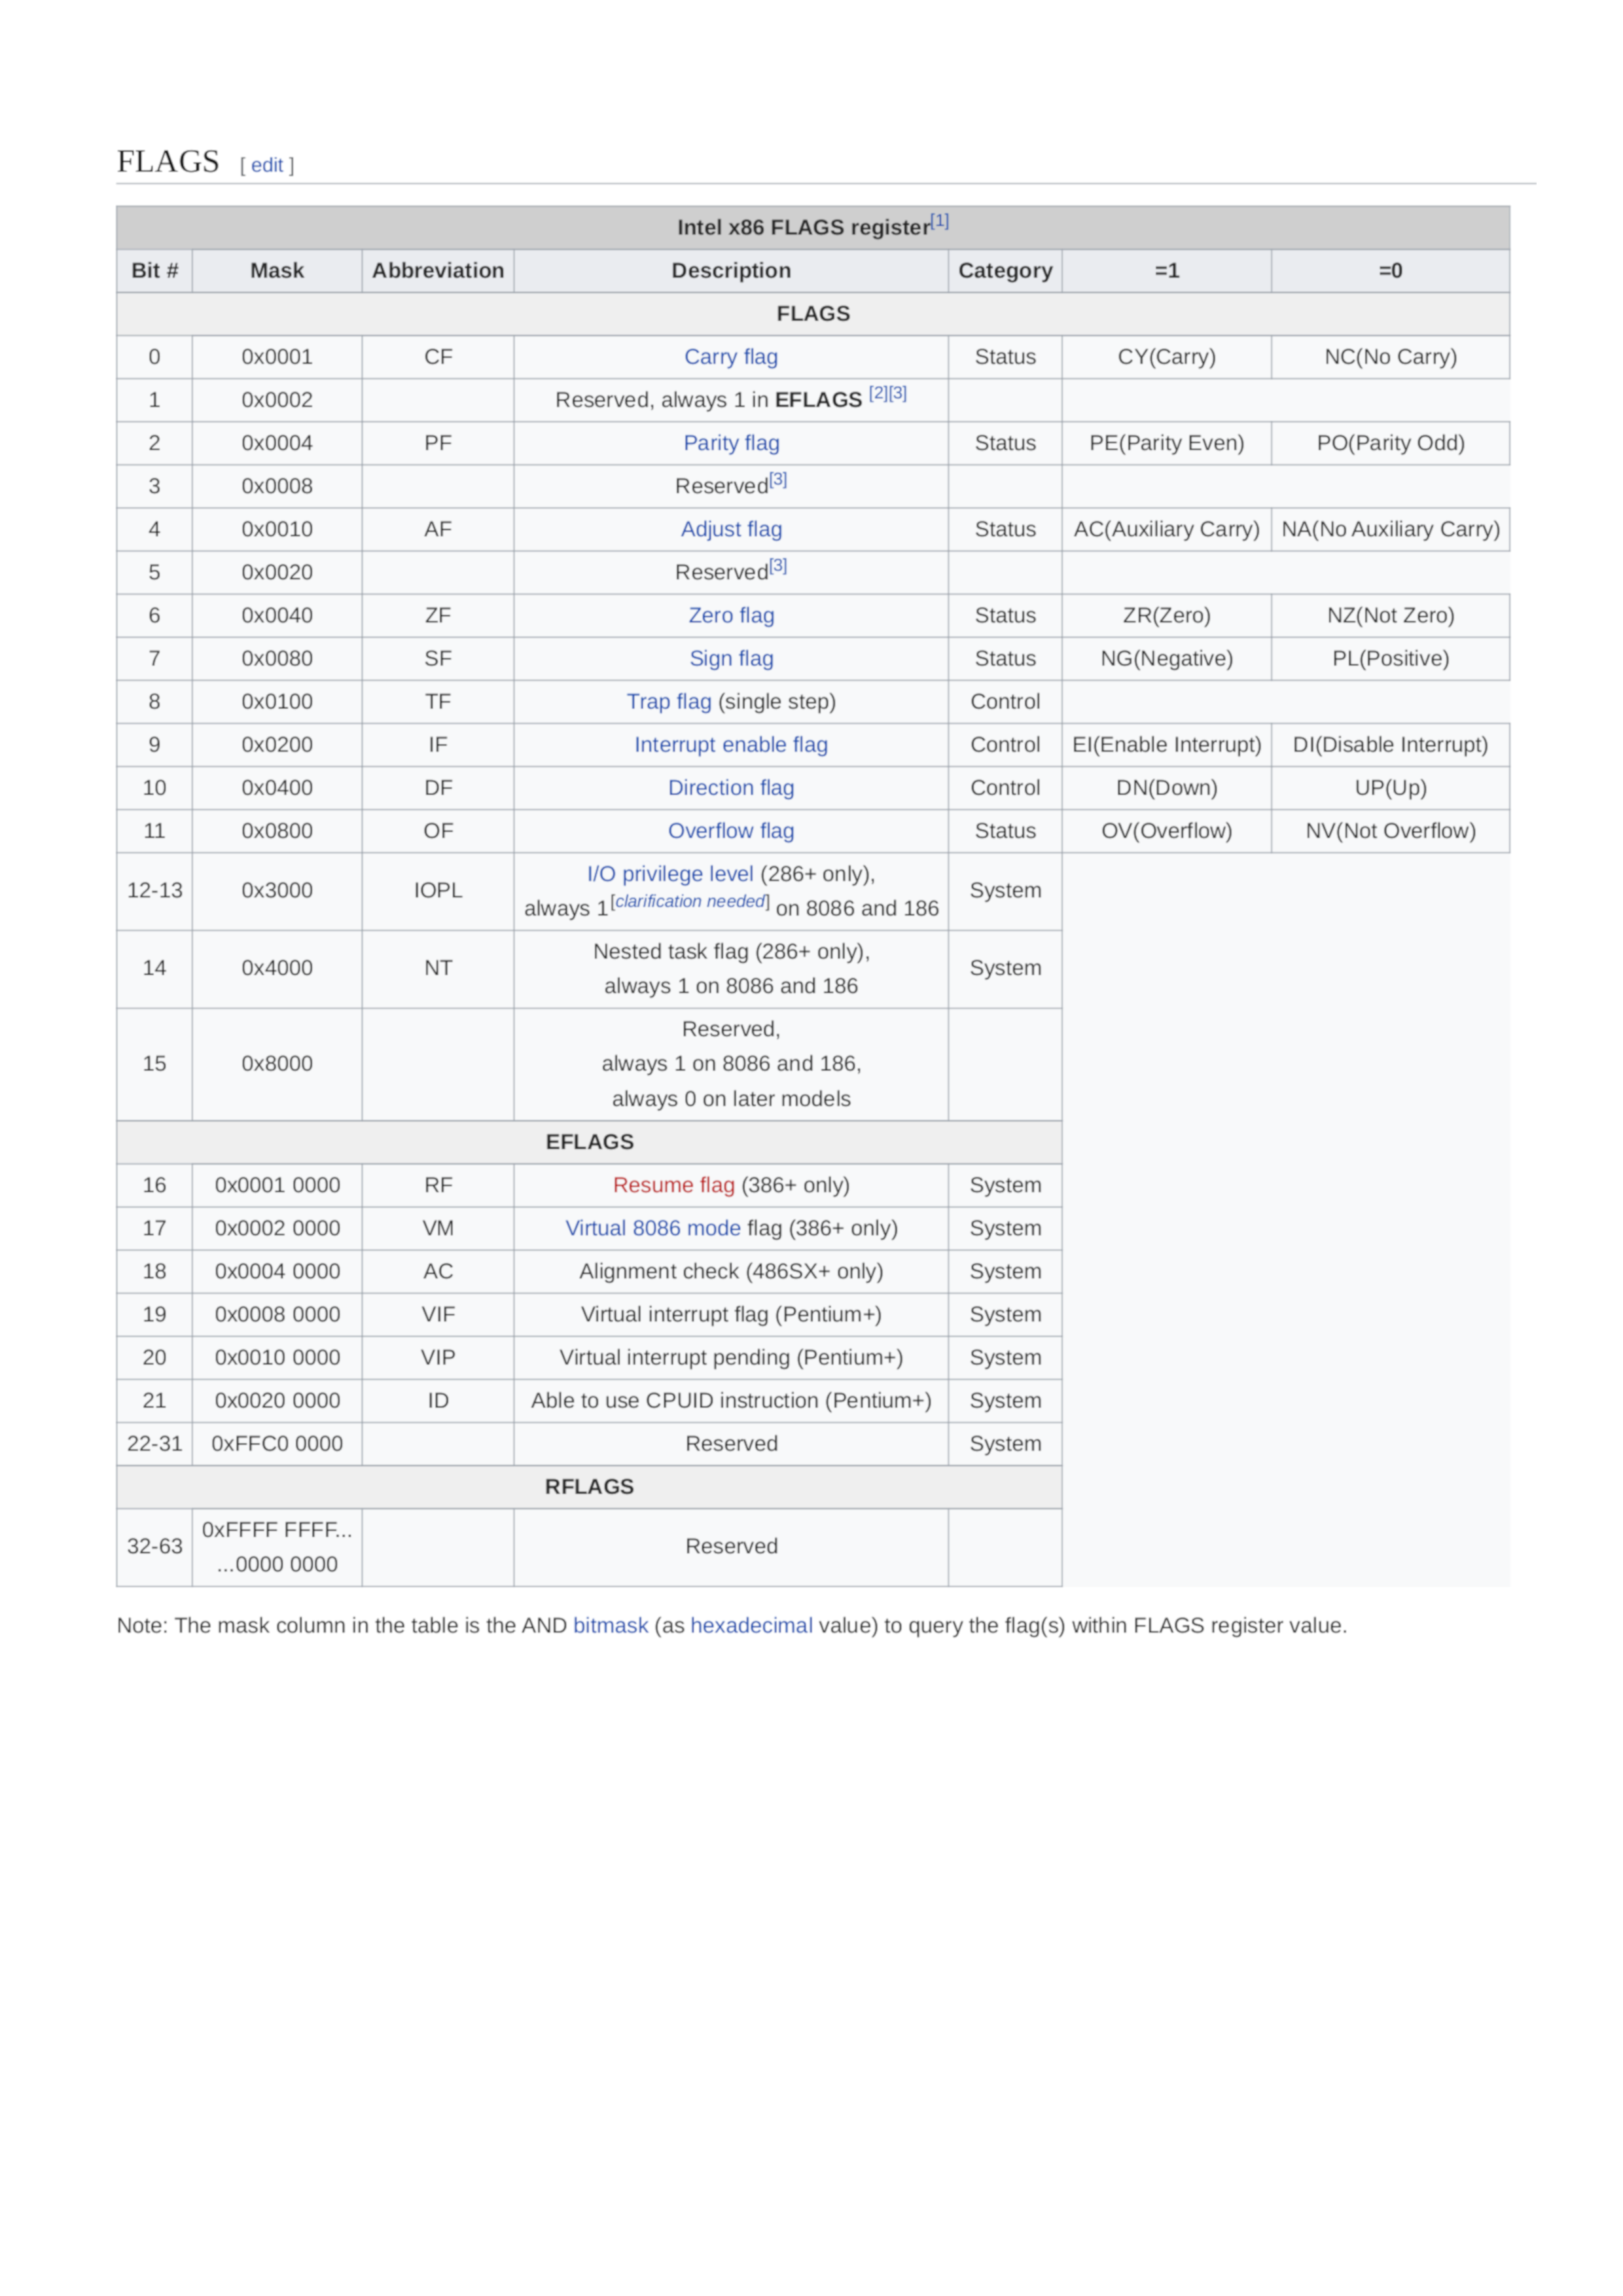 FLAGS [ edit ]
Intel x86 FLAGS register[1]
Bit # Mask Abbreviation Description Category =1 =0
FLAGS
0 0x0001 CF Carry flag Status CY(Carry) NC(No Carry)
1 0x0002 Reserved, always 1 in EFLAGS [2][3]
2 0x0004 PF Parity flag Status PE(Parity Even) PO(Parity Odd)
3 0x0008 Reserved[3]
4 0x0010 AF Adjust flag Status AC(Auxiliary Carry) NA(No Auxiliary Carry)
5 0x0020 Reserved[3]
6 0x0040 ZF Zero flag Status ZR(Zero) NZ(Not Zero)
7 0x0080 SF Sign flag Status NG(Negative) PL(Positive)
8 0x0100 TF Trap flag (single step) Control
9 0x0200 IF Interrupt enable flag Control EI(Enable Interrupt) DI(Disable Interrupt)
10 0x0400 DF Direction flag Control DN(Down) UP(Up)
11 0x0800 OF Overflow flag Status OV(Overflow) NV(Not Overflow)
12-13 0x3000 IOPL I/O privilege level (286+ only),
always 1[clarification needed] on 8086 and 186 System
14 0x4000 NT Nested task flag (286+ only),
always 1 on 8086 and 186 System
15 0x8000 Reserved,
always 1 on 8086 and 186,
always 0 on later models
EFLAGS
16 0x0001 0000 RF Resume flag (386+ only) System
17 0x0002 0000 VM Virtual 8086 mode flag (386+ only) System
18 0x0004 0000 AC Alignment check (486SX+ only) System
19 0x0008 0000 VIF Virtual interrupt flag (Pentium+) System
20 0x0010 0000 VIP Virtual interrupt pending (Pentium+) System
21 0x0020 0000 ID Able to use CPUID instruction (Pentium+) System
22-31 0xFFC0 0000 Reserved System
RFLAGS
32-63 0xFFFF FFFF...
...0000 0000 Reserved
Note: The mask column in the table is the AND bitmask (as hexadecimal value) to query the flag(s) within FLAGS register value.